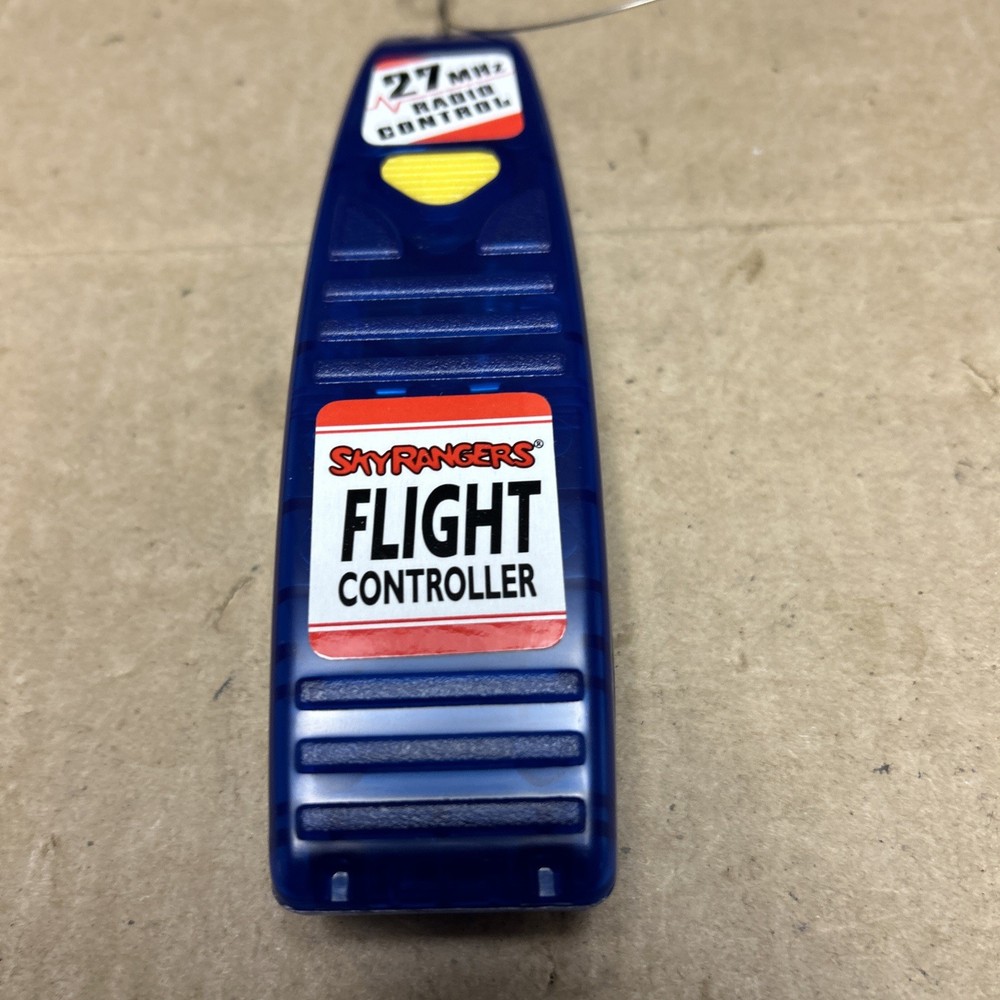 27 MHz
RADIO
CONTROL
SKYRANGERS®
FLIGHT
CONTROLLER